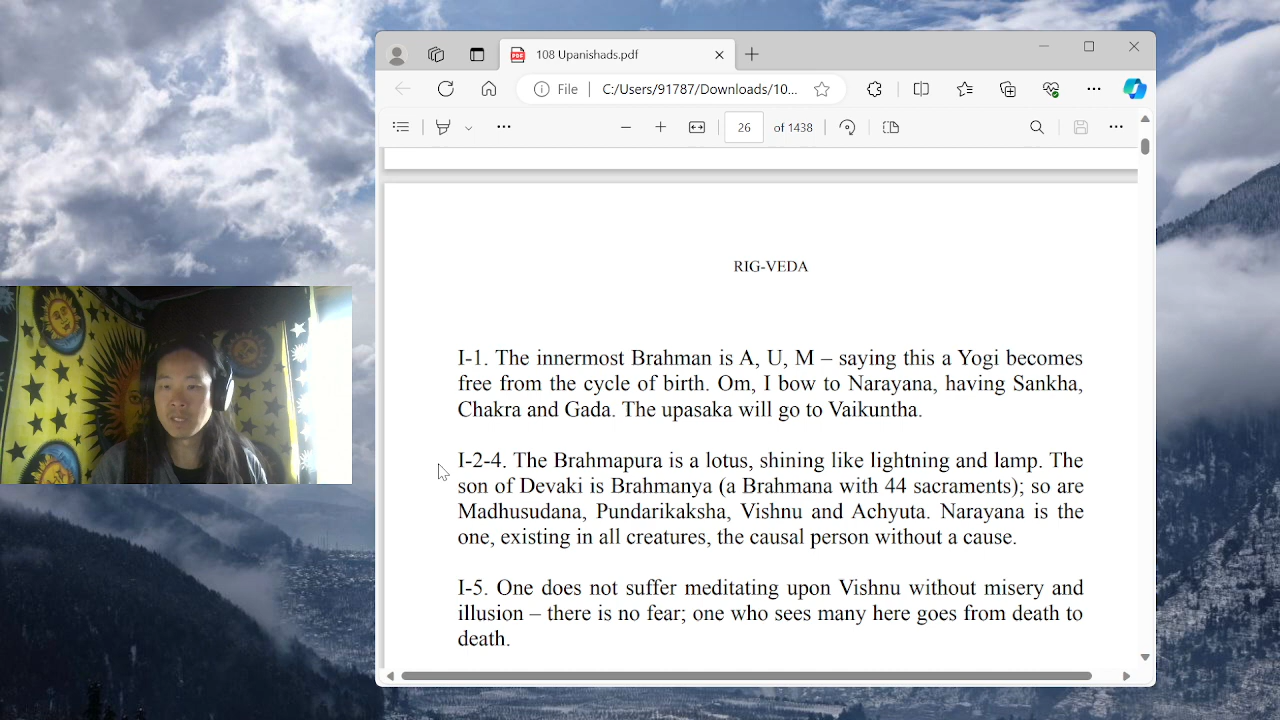 108 Upanishads.pdf
File
C:/Users/91787/Downloads/10...
26
of 1438
RIG-VEDA
I-1. The innermost Brahman is A, U, M – saying this a Yogi becomes
free from the cycle of birth. Om, I bow to Narayana, having Sankha,
Chakra and Gada. The upasaka will go to Vaikuntha.
I-2-4. The Brahmapura is a lotus, shining like lightning and lamp. The
son of Devaki is Brahmanya (a Brahmana with 44 sacraments); so are
Madhusudana, Pundarikaksha, Vishnu and Achyuta. Narayana is the
one, existing in all creatures, the causal person without a cause.
I-5. One does not suffer meditating upon Vishnu without misery and
illusion – there is no fear; one who sees many here goes from death to
death.